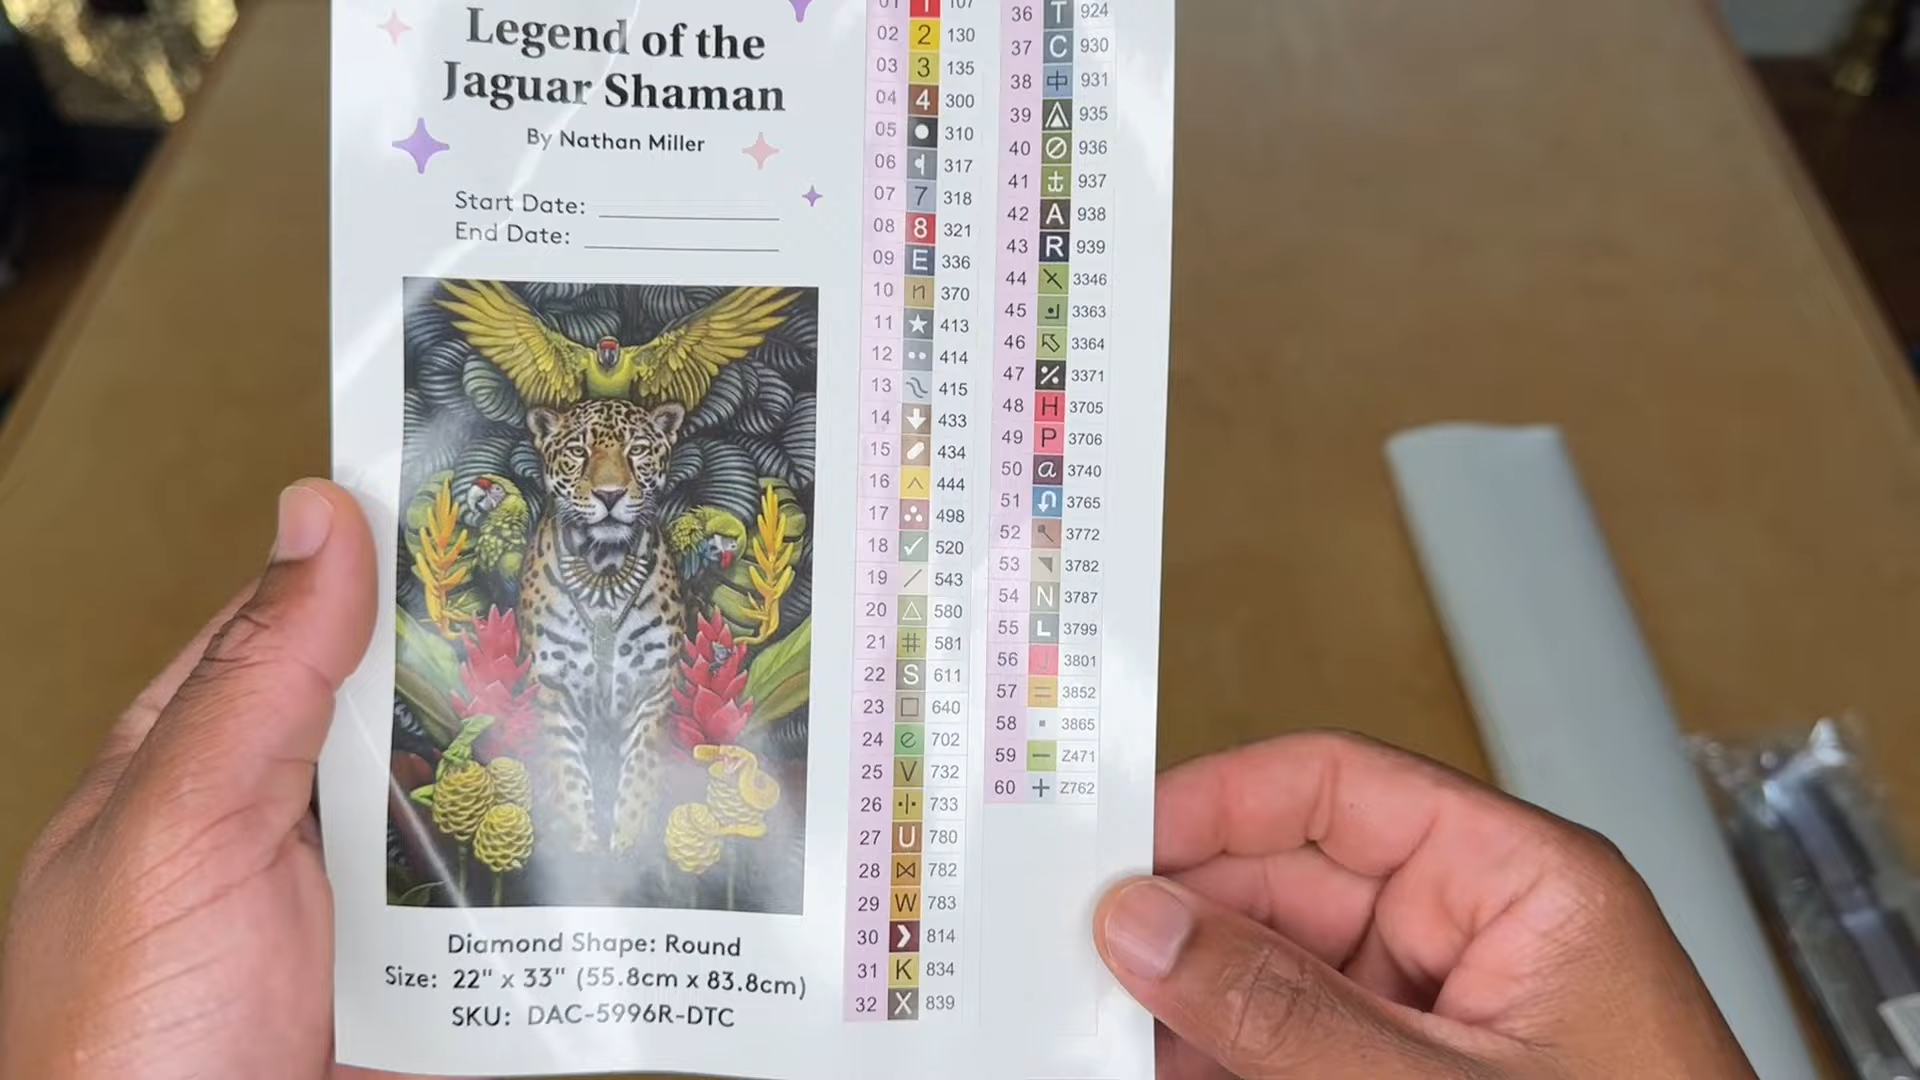 Legend of the
Jaguar Shaman
By Nathan Miller
Start Date:
End Date:
Diamond Shape: Round
Size: 22" x 33" (55.8cm x 83.8cm)
SKU: DAC-5996R-DTC
01 1 107
02 2 130
03 3 135
04 4 300
05 310
06 317
07 7 318
08 8 321
09 E 336
10 n 370
11 ★ 413
12 •• 414
13 415
14 433
15 434
16 ^ 444
17 498
18 ✓ 520
19 / 543
20 △ 580
21 # 581
22 S 611
23 □ 640
24 e 702
25 V 732
26 733
27 U 780
28 ⋈ 782
29 W 783
30 814
31 K 834
32 X 839
36 T 924
37 C 930
38 中 931
39 935
40 ⊘ 936
41 ⚓ 937
42 A 938
43 R 939
44 3346
45 3363
46 3364
47 ٪ 3371
48 H 3705
49 P 3706
50 a 3740
51 3765
52 3772
53 3782
54 N 3787
55 L 3799
56 J 3801
57 = 3852
58 ▪ 3865
59 − Z471
60 + Z762